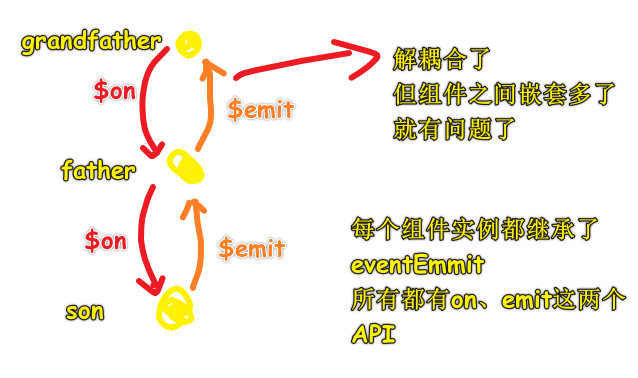 grandfather
$on
$emit
解耦合了
但组件之间嵌套多了
就有问题了
father
$on
$emit
son
每个组件实例都继承了
eventEmmit
所有都有on、emit这两个
API